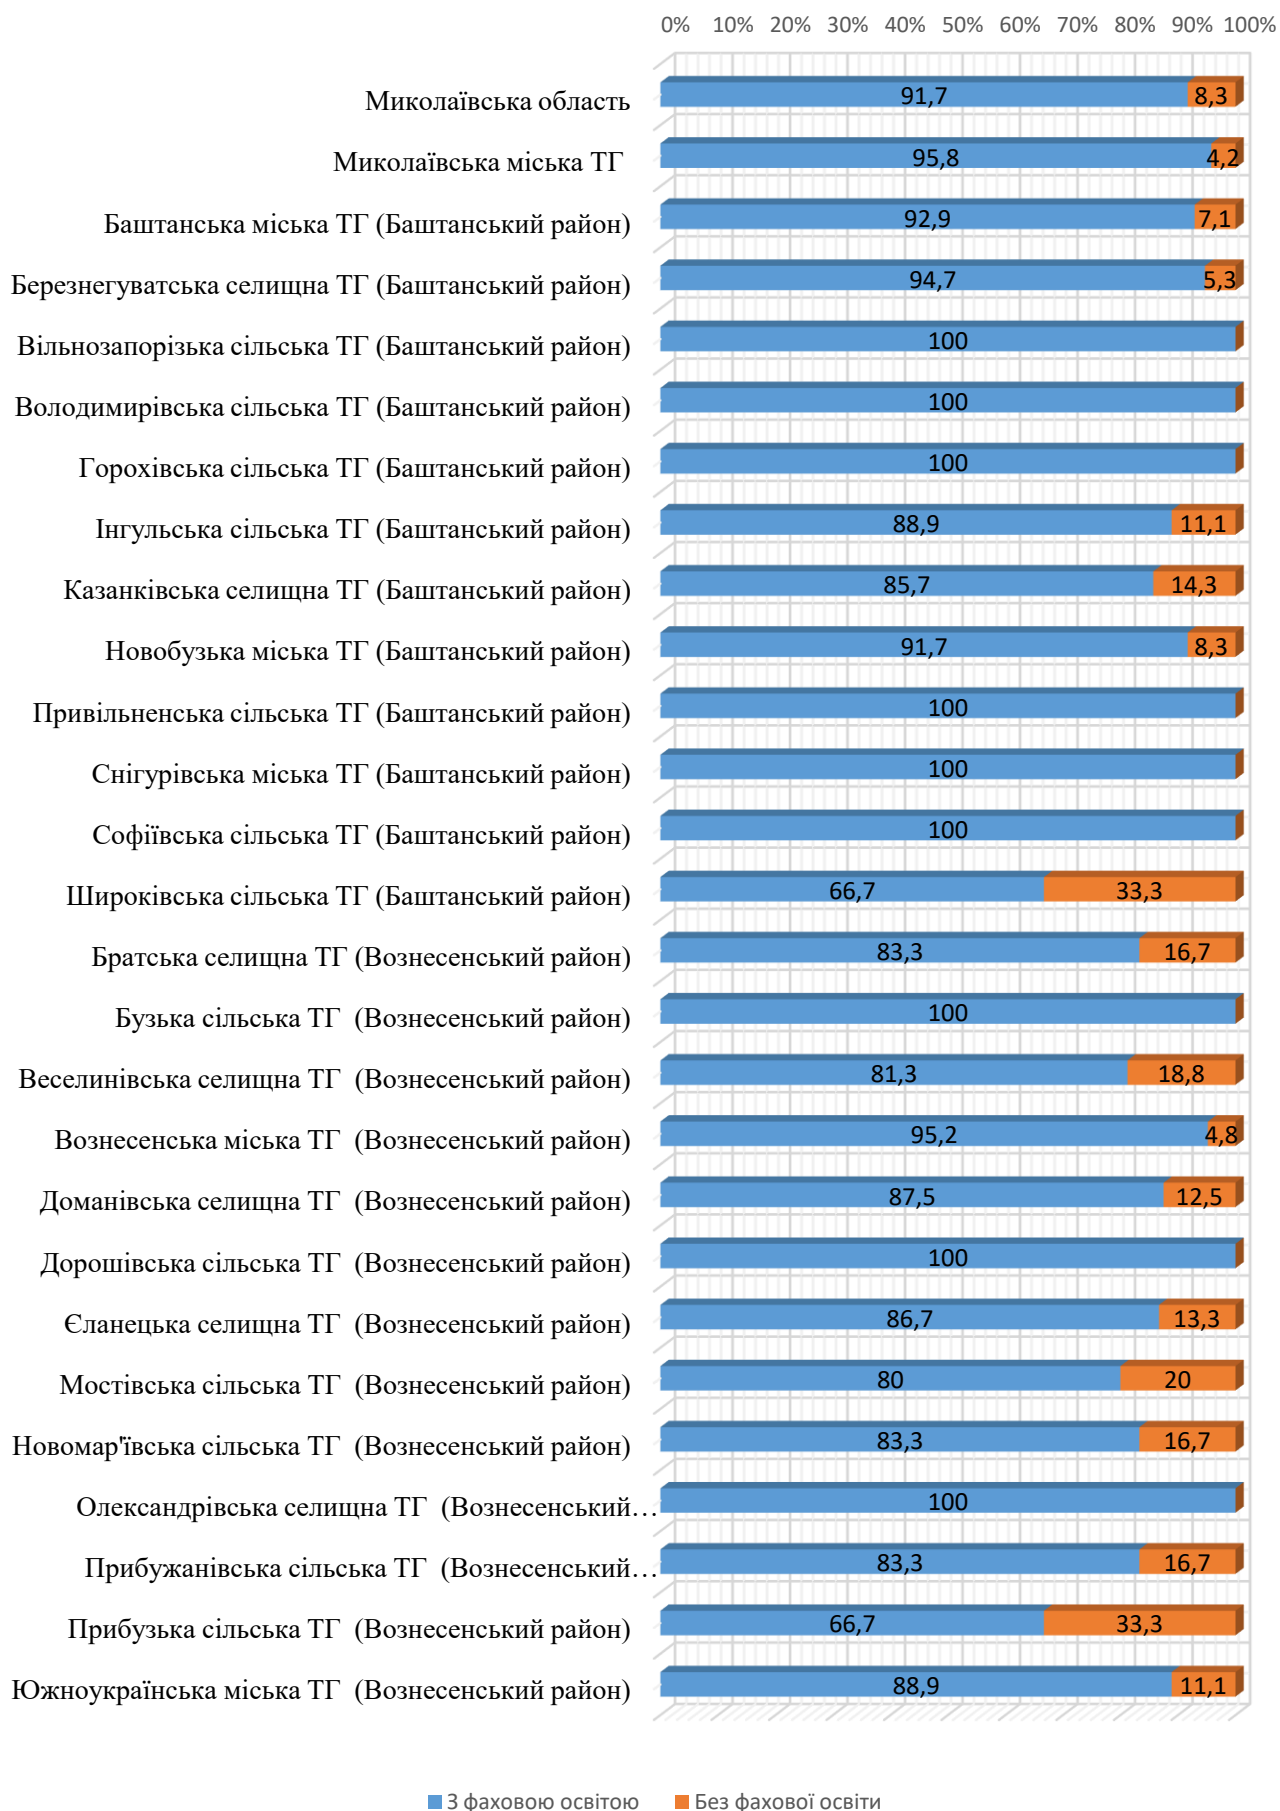 0% 10% 20% 30% 40% 50% 60% 70% 80% 90% 100%
Миколаївська область 91,7 8,3
Миколаївська міська ТГ 95,8 4,2
Баштанська міська ТГ (Баштанський район) 92,9 7,1
Березнегуватська селищна ТГ (Баштанський район) 94,7 5,3
Вільнозапорізька сільська ТГ (Баштанський район) 100
Володимирівська сільська ТГ (Баштанський район) 100
Горохівська сільська ТГ (Баштанський район) 100
Інгульська сільська ТГ (Баштанський район) 88,9 11,1
Казанківська селищна ТГ (Баштанський район) 85,7 14,3
Новобузька міська ТГ (Баштанський район) 91,7 8,3
Привільненська сільська ТГ (Баштанський район) 100
Снігурівська міська ТГ (Баштанський район) 100
Софіївська сільська ТГ (Баштанський район) 100
Широківська сільська ТГ (Баштанський район) 66,7 33,3
Братська селищна ТГ (Вознесенський район) 83,3 16,7
Бузька сільська ТГ (Вознесенський район) 100
Веселинівська селищна ТГ (Вознесенський район) 81,3 18,8
Вознесенська міська ТГ (Вознесенський район) 95,2 4,8
Доманівська селищна ТГ (Вознесенський район) 87,5 12,5
Дорошівська сільська ТГ (Вознесенський район) 100
Єланецька селищна ТГ (Вознесенський район) 86,7 13,3
Мостівська сільська ТГ (Вознесенський район) 80 20
Новомар'ївська сільська ТГ (Вознесенський район) 83,3 16,7
Олександрівська селищна ТГ (Вознесенський… 100
Прибужанівська сільська ТГ (Вознесенський… 83,3 16,7
Прибузька сільська ТГ (Вознесенський район) 66,7 33,3
Южноукраїнська міська ТГ (Вознесенський район) 88,9 11,1
З фаховою освітою Без фахової освіти